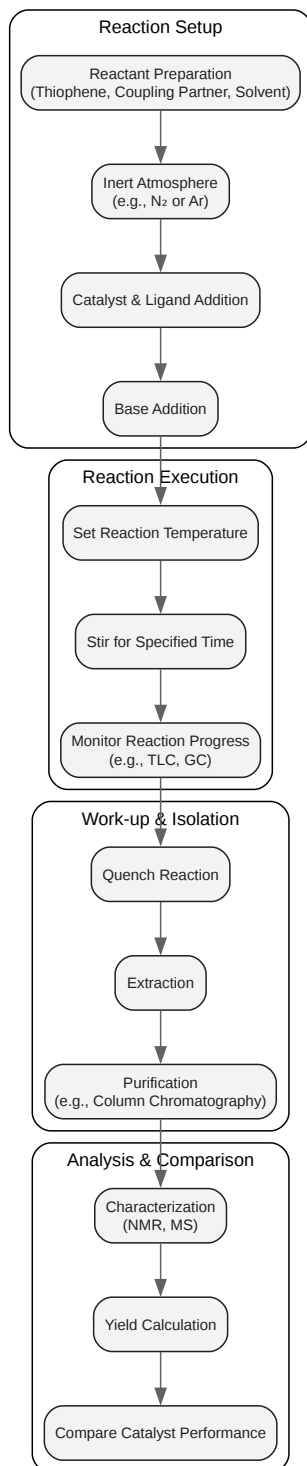 Reaction Setup
Reactant Preparation
(Thiophene, Coupling Partner, Solvent)
Inert Atmosphere
(e.g., N₂ or Ar)
Catalyst & Ligand Addition
Base Addition
Reaction Execution
Set Reaction Temperature
Stir for Specified Time
Monitor Reaction Progress
(e.g., TLC, GC)
Work-up & Isolation
Quench Reaction
Extraction
Purification
(e.g., Column Chromatography)
Analysis & Comparison
Characterization
(NMR, MS)
Yield Calculation
Compare Catalyst Performance